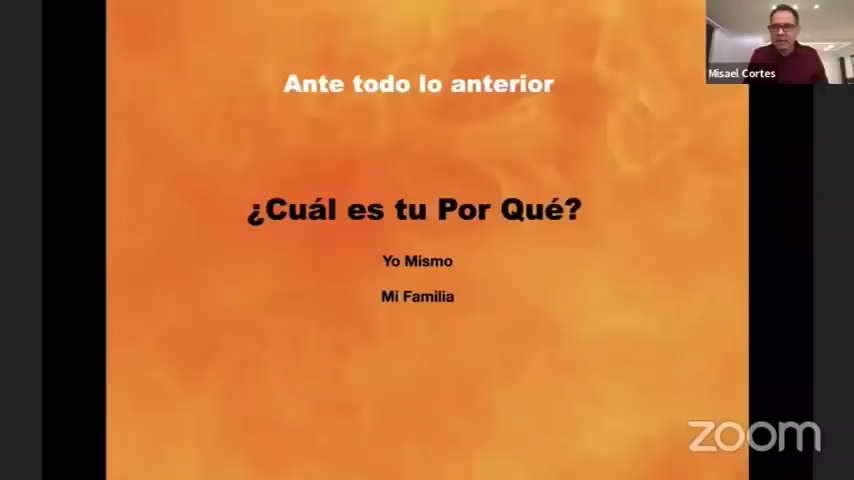 Ante todo lo anterior
¿Cuál es tu Por Qué?
Yo Mismo
Mi Familia
Misael Cortes
zoom